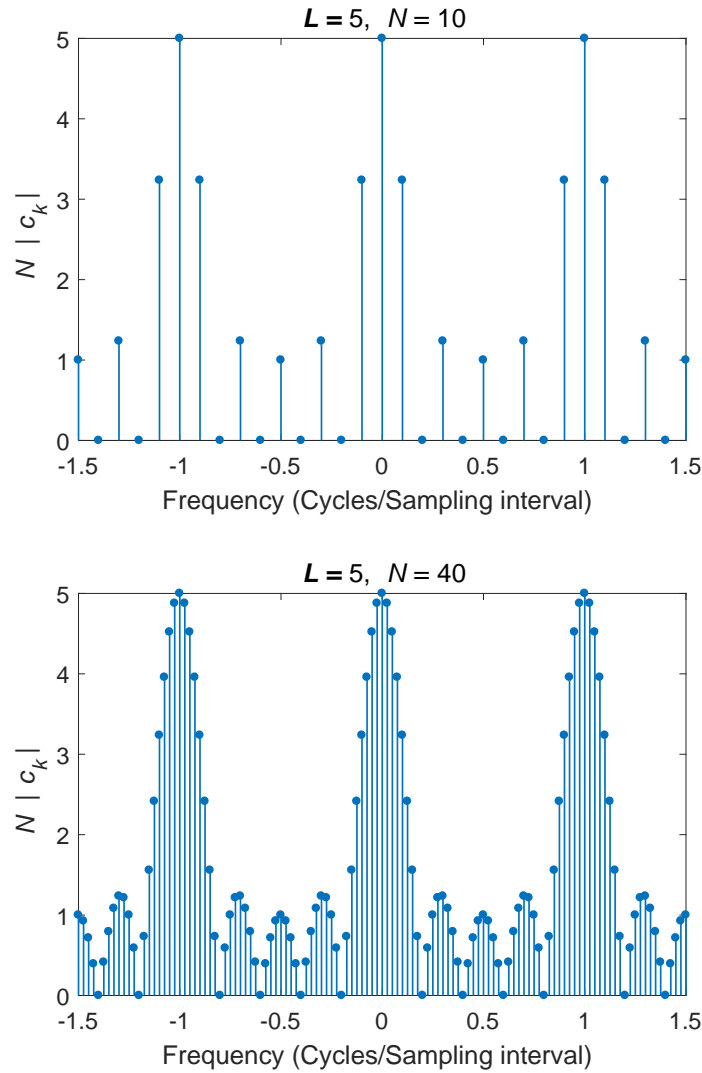 L = 5, N = 10
5
4
3
2
1
0
N | c_k |
-1.5 -1 -0.5 0 0.5 1 1.5
Frequency (Cycles/Sampling interval)
L = 5, N = 40
5
4
3
2
1
0
N | c_k |
-1.5 -1 -0.5 0 0.5 1 1.5
Frequency (Cycles/Sampling interval)